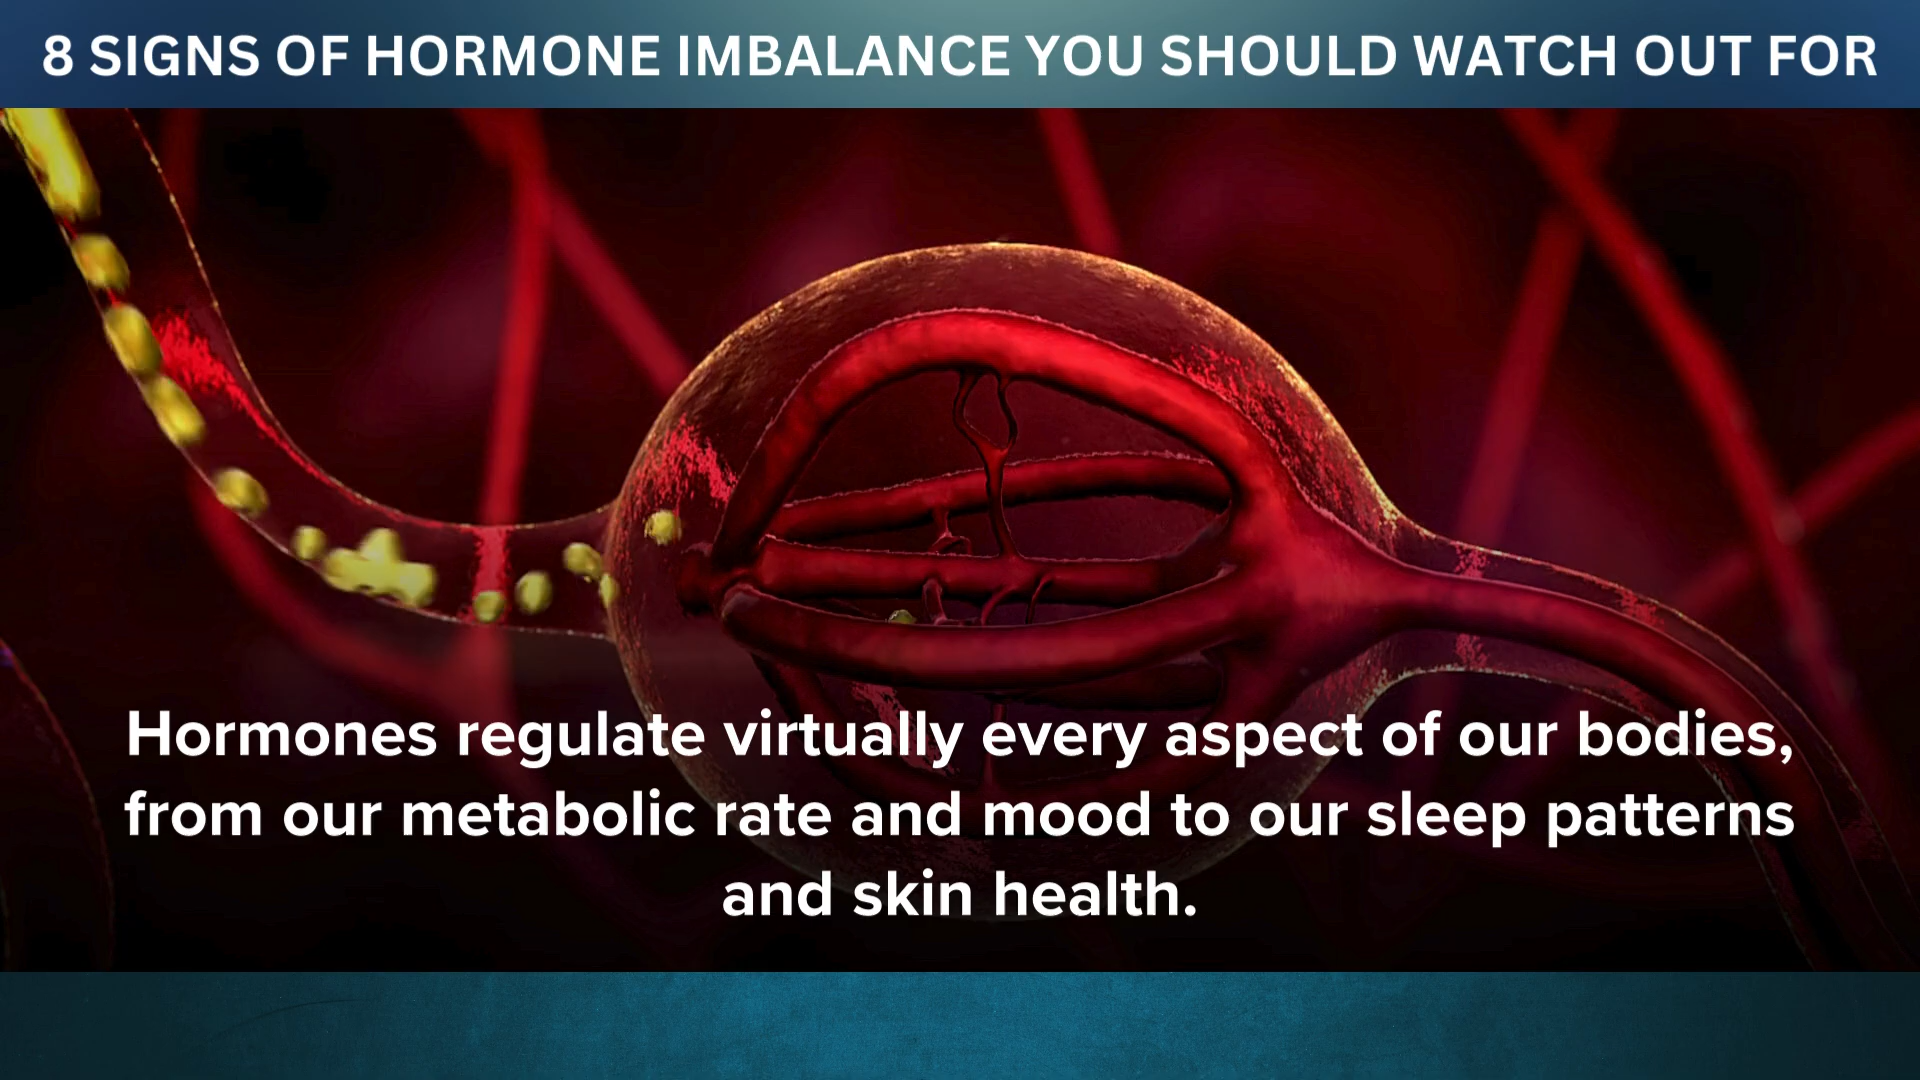 8 SIGNS OF HORMONE IMBALANCE YOU SHOULD WATCH OUT FOR
Hormones regulate virtually every aspect of our bodies,
from our metabolic rate and mood to our sleep patterns
and skin health.